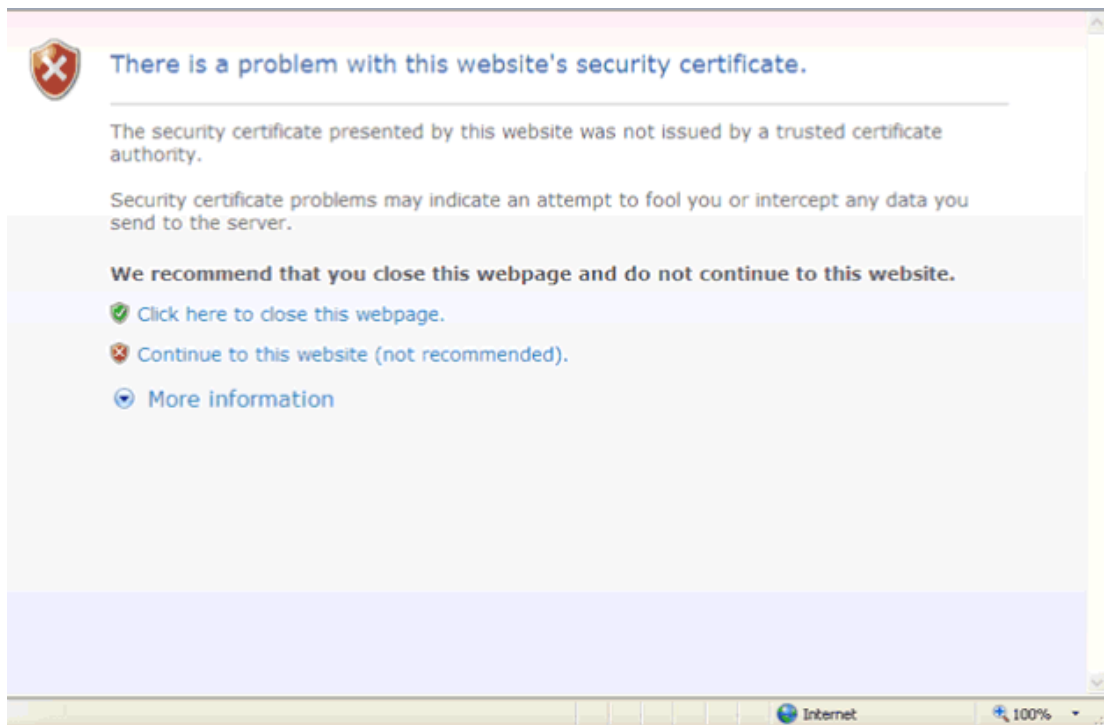 There is a problem with this website's security certificate.
The security certificate presented by this website was not issued by a trusted certificate
authority.
Security certificate problems may indicate an attempt to fool you or intercept any data you
send to the server.
We recommend that you close this webpage and do not continue to this website.
Click here to close this webpage.
Continue to this website (not recommended).
More information
Internet 100%